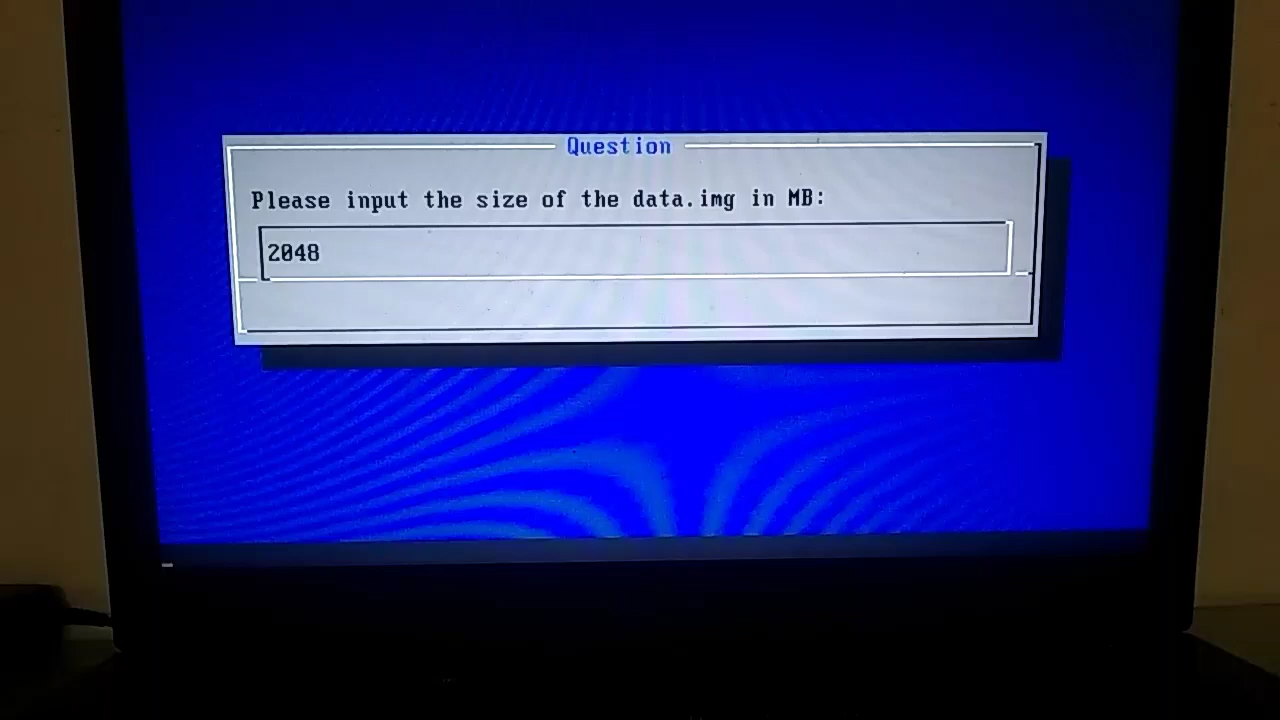 Question
Please input the size of the data.img in MB:
2048